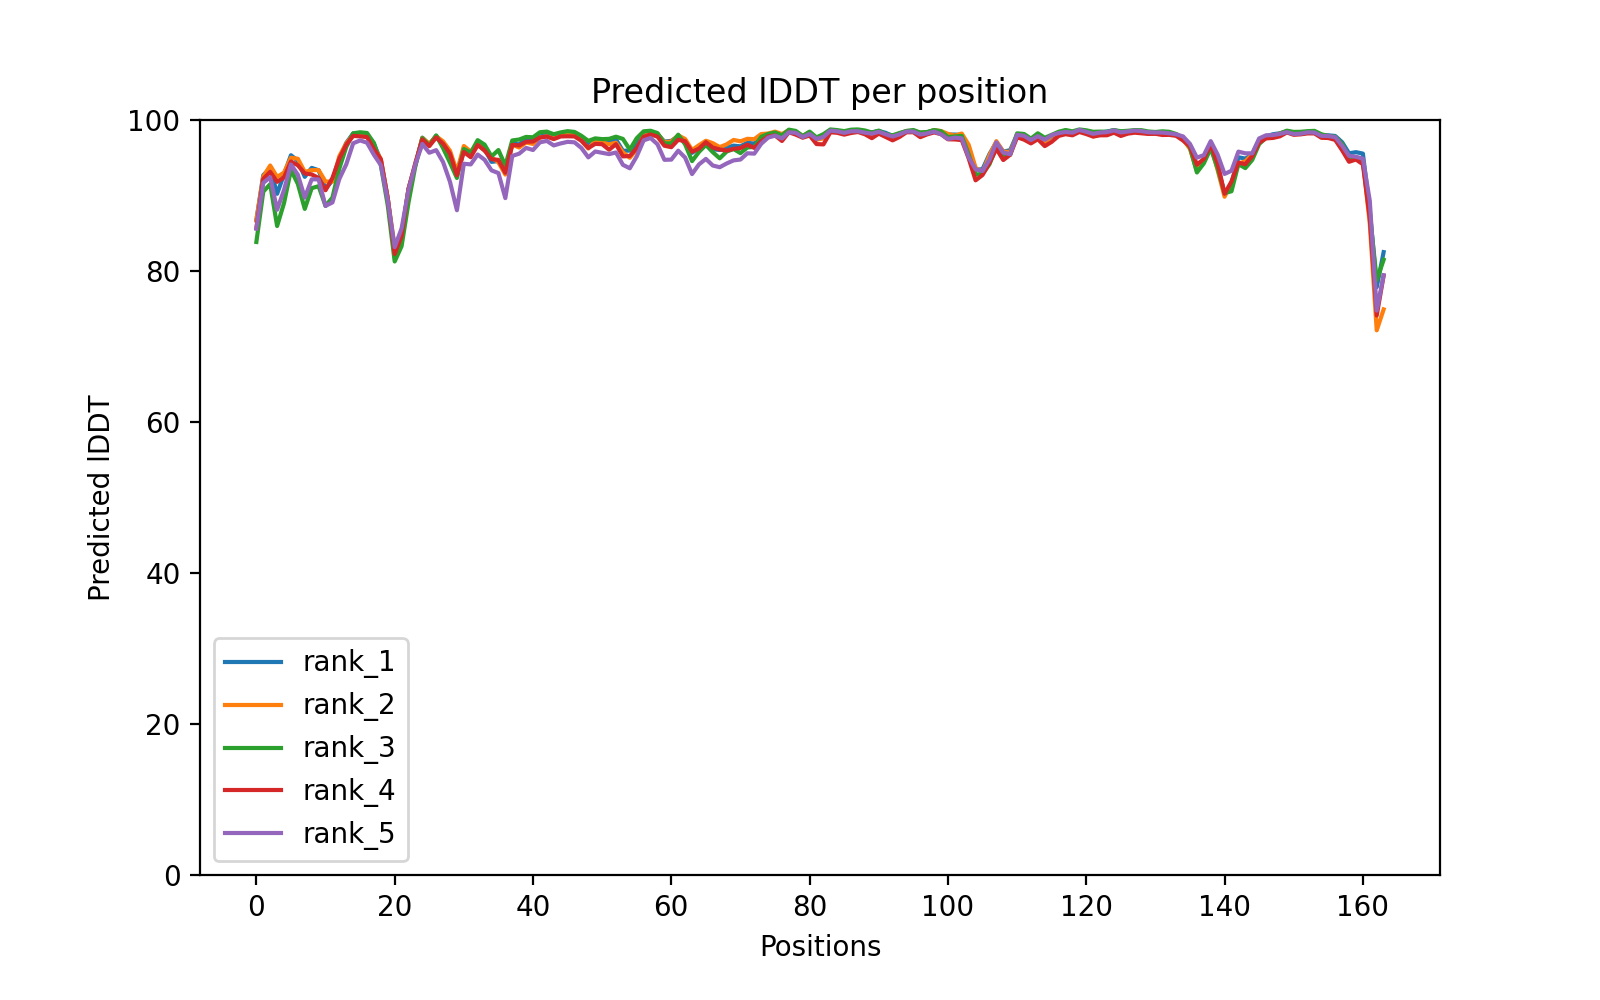 Predicted lDDT per position
100
80
60
40
20
0
Predicted lDDT
rank_1
rank_2
rank_3
rank_4
rank_5
0 20 40 60 80 100 120 140 160
Positions